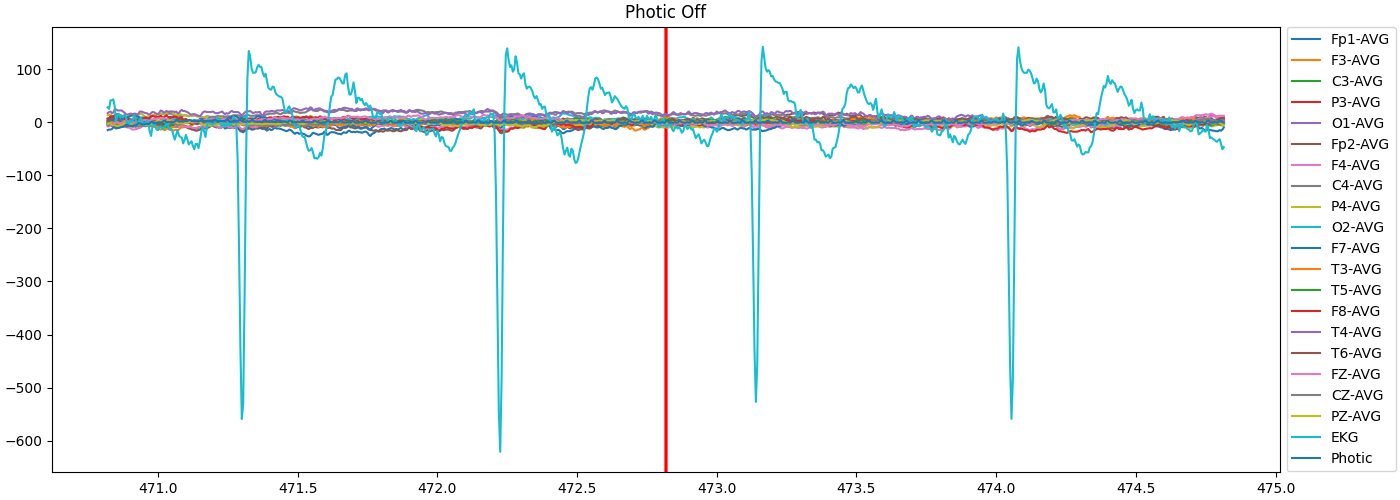 Photic Off
100
0
−100
−200
−300
−400
−500
−600
471.0 471.5 472.0 472.5 473.0 473.5 474.0 474.5 475.0
Fp1-AVG
F3-AVG
C3-AVG
P3-AVG
O1-AVG
Fp2-AVG
F4-AVG
C4-AVG
P4-AVG
O2-AVG
F7-AVG
T3-AVG
T5-AVG
F8-AVG
T4-AVG
T6-AVG
FZ-AVG
CZ-AVG
PZ-AVG
EKG
Photic